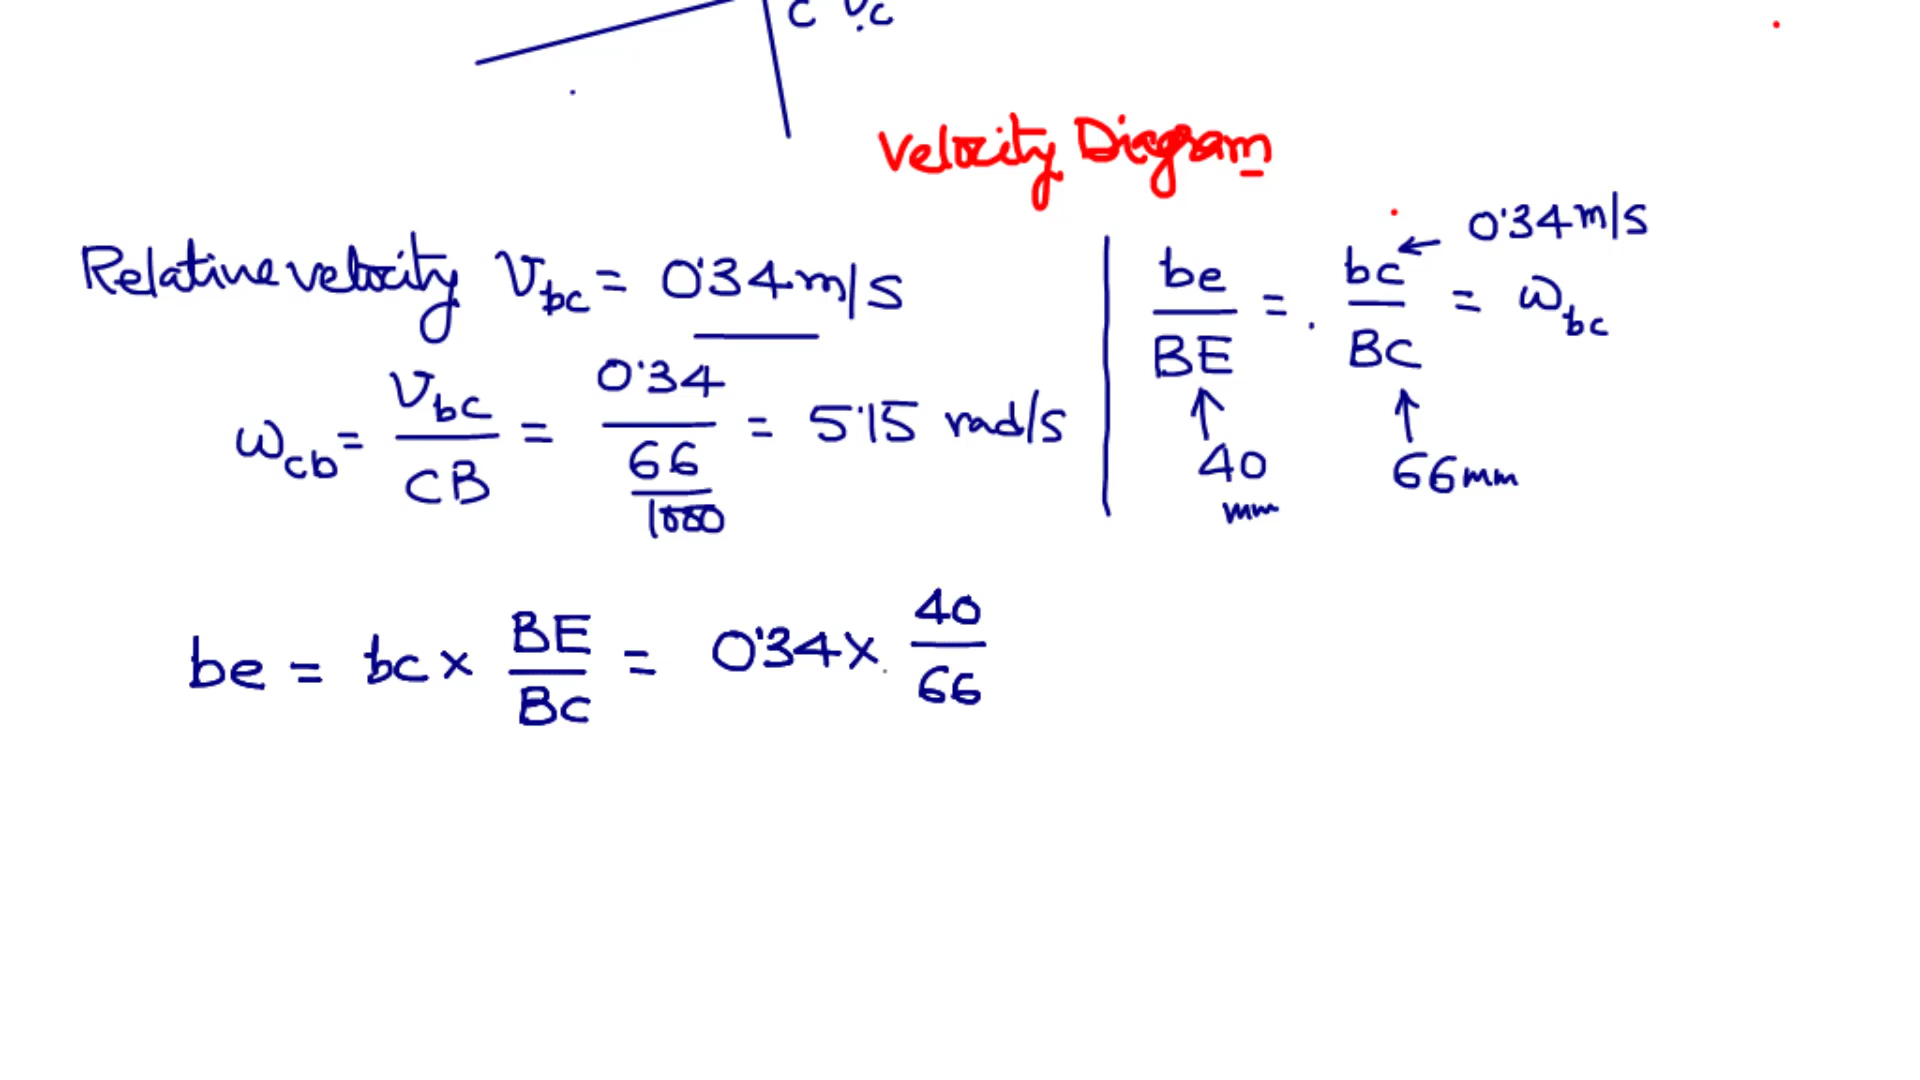 C V_c
Velocity Diagram
Relative velocity V_bc = 0.34 m/s
ω_cb = V_bc / CB = 0.34 / (66/1000) = 5.15 rad/s
be/BE = bc/BC = ω_bc
0.34 m/s
40 mm
66 mm
be = bc × BE/BC = 0.34 × 40/66